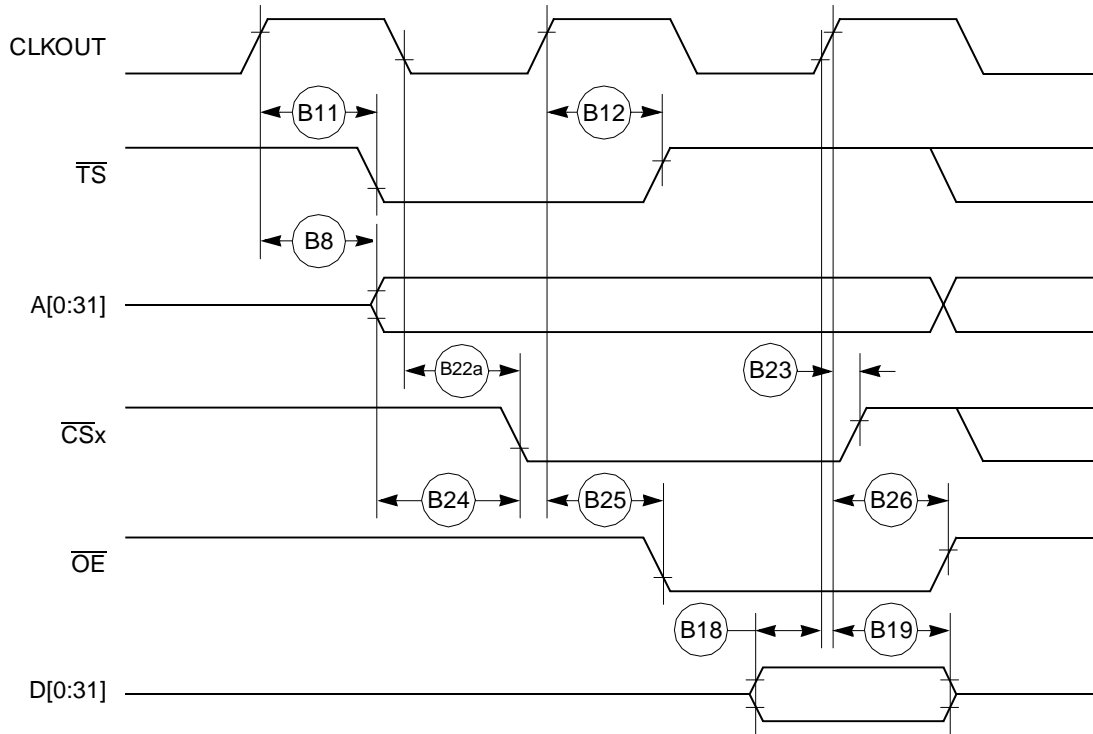 CLKOUT
B11
B12
TS
B8
A[0:31]
B22a
B23
CSx
B24
B25
B26
OE
B18
B19
D[0:31]